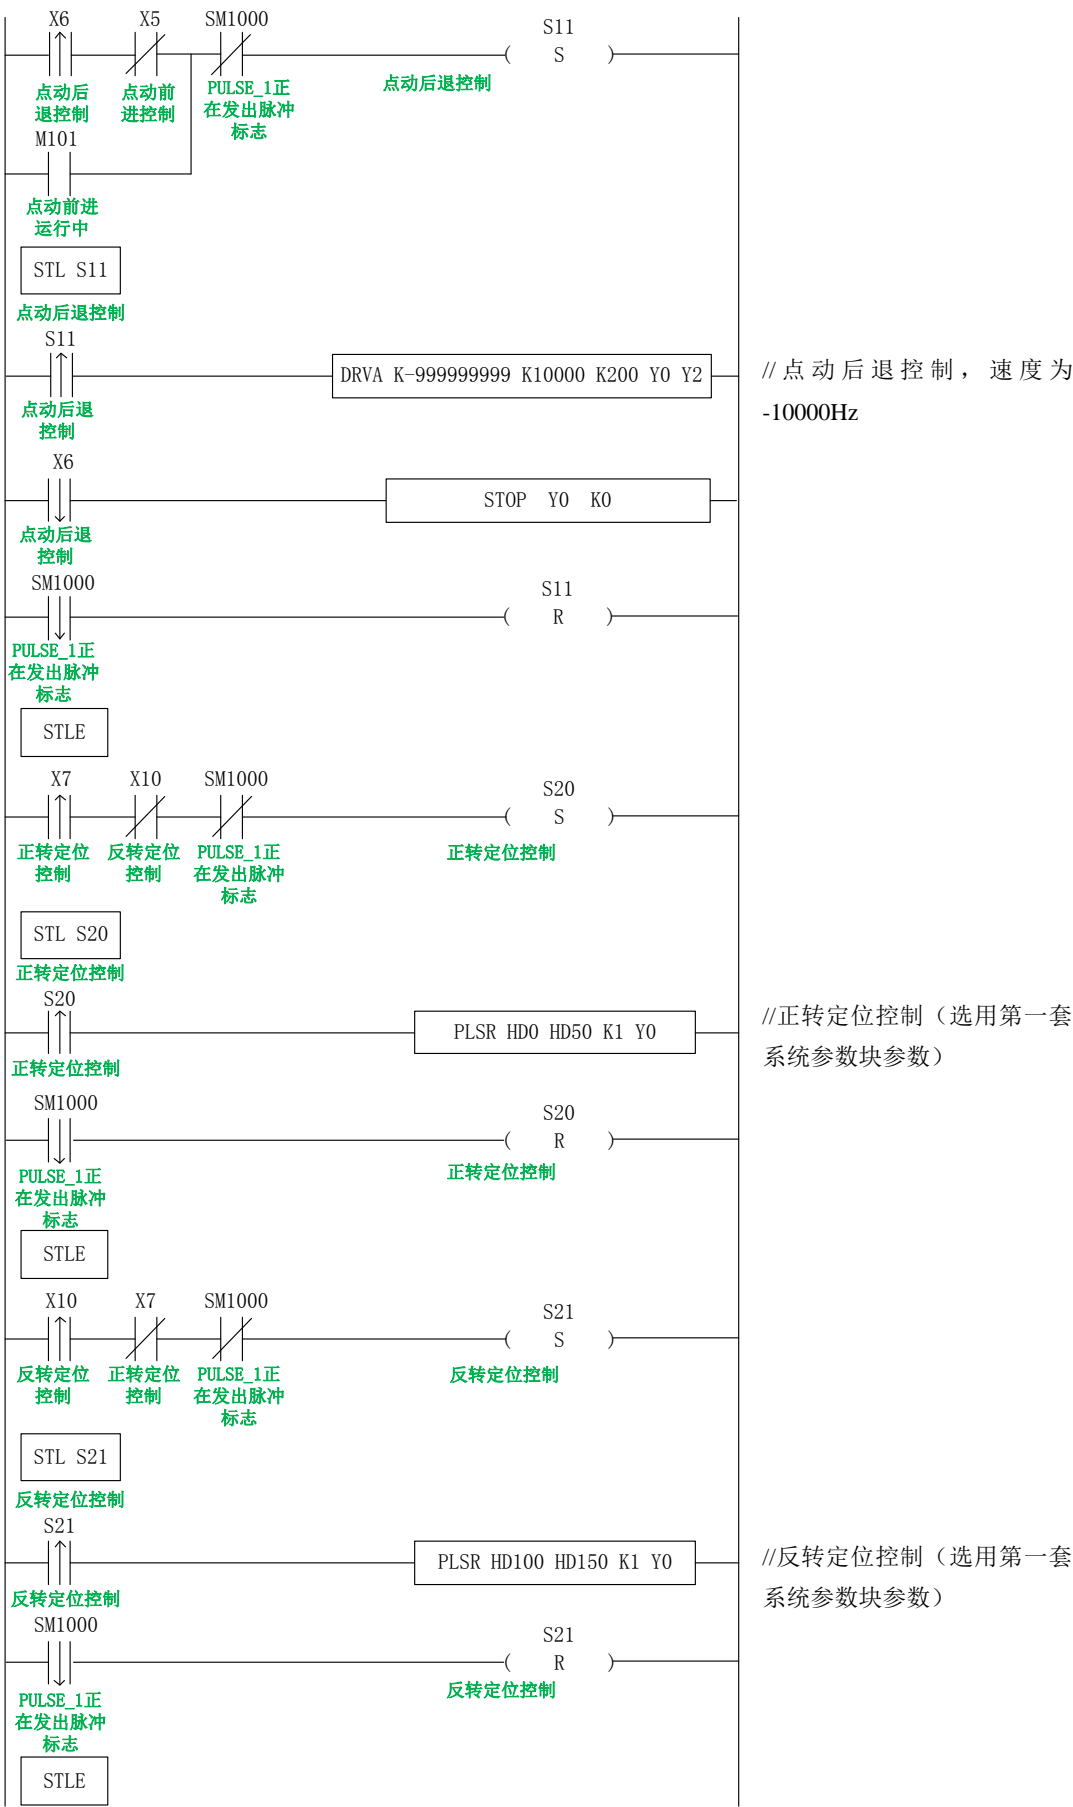 X6 X5 SM1000 S11
( S )
点动后 点动前 PULSE_1正 点动后退控制
退控制 进控制 在发出脉冲
标志
M101
点动前进
运行中
STL S11
点动后退控制
S11
DRVA K-999999999 K10000 K200 Y0 Y2 //点动后退控制，速度为
-10000Hz
点动后退
控制
X6
STOP Y0 K0
点动后退
控制
SM1000 S11
( R )
PULSE_1正
在发出脉冲
标志
STLE
X7 X10 SM1000 S20
( S )
正转定位 反转定位 PULSE_1正 正转定位控制
控制 控制 在发出脉冲
标志
STL S20
正转定位控制
S20
PLSR HD0 HD50 K1 Y0 //正转定位控制（选用第一套
系统参数块参数）
正转定位控制
SM1000 S20
( R )
PULSE_1正 正转定位控制
在发出脉冲
标志
STLE
X10 X7 SM1000 S21
( S )
反转定位 正转定位 PULSE_1正 反转定位控制
控制 控制 在发出脉冲
标志
STL S21
反转定位控制
S21
PLSR HD100 HD150 K1 Y0 //反转定位控制（选用第一套
系统参数块参数）
反转定位控制
SM1000 S21
( R )
PULSE_1正 反转定位控制
在发出脉冲
标志
STLE